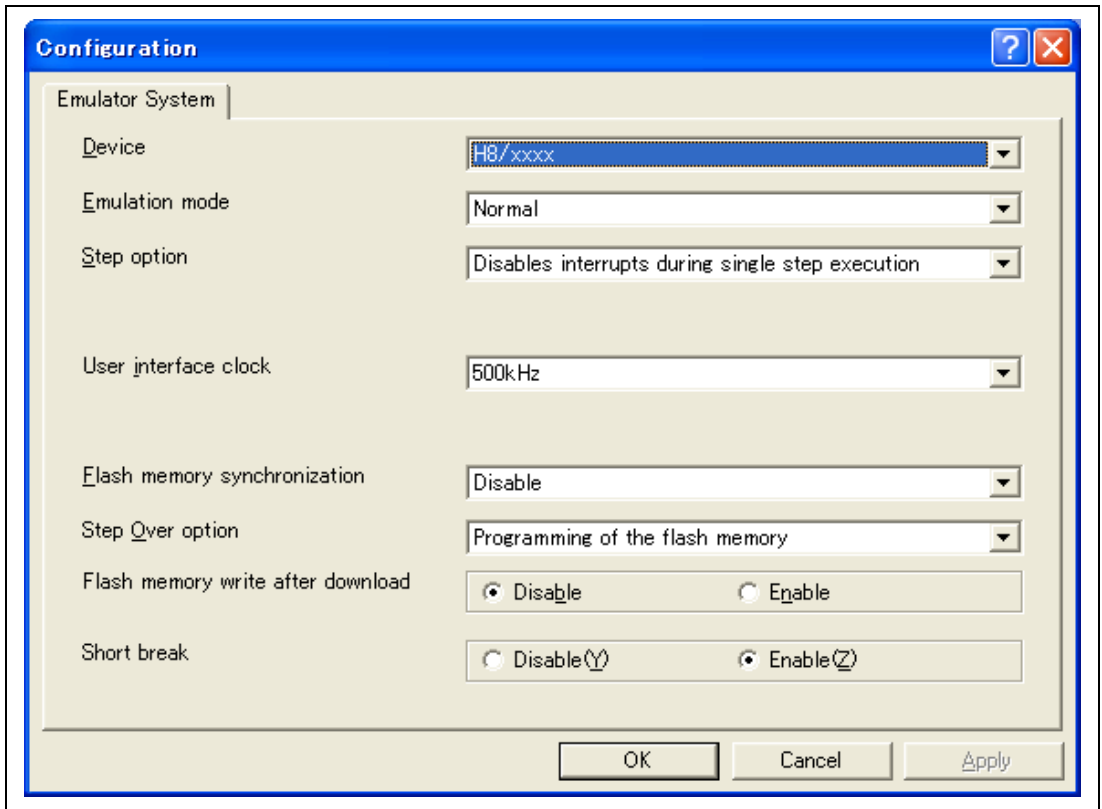 Configuration
Emulator System
Device H8/xxxx
Emulation mode Normal
Step option Disables interrupts during single step execution
User interface clock 500kHz
Flash memory synchronization Disable
Step Over option Programming of the flash memory
Flash memory write after download Disable Enable
Short break Disable(Y) Enable(Z)
OK Cancel Apply